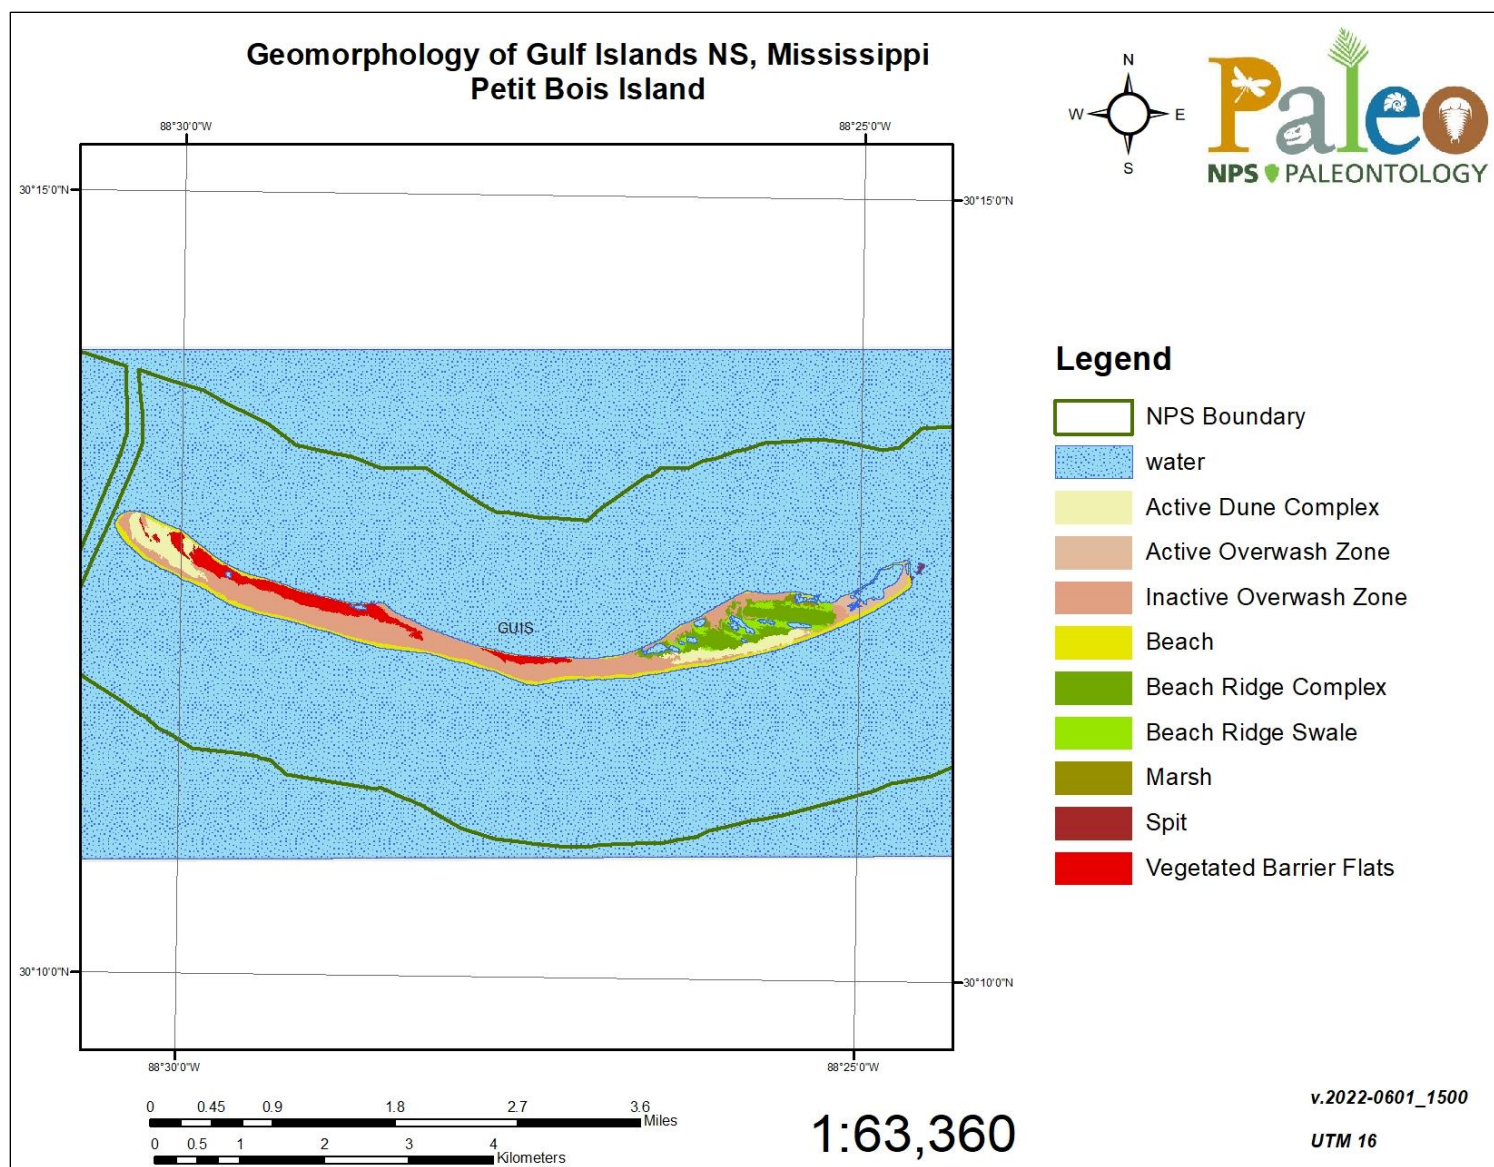 Geomorphology of Gulf Islands NS, Mississippi
Petit Bois Island
N
W E
S
Paleo
NPS PALEONTOLOGY
88°30'0"W 88°25'0"W
30°15'0"N 30°15'0"N
GUIS
30°10'0"N 30°10'0"N
88°30'0"W 88°25'0"W
Legend
NPS Boundary
water
Active Dune Complex
Active Overwash Zone
Inactive Overwash Zone
Beach
Beach Ridge Complex
Beach Ridge Swale
Marsh
Spit
Vegetated Barrier Flats
0 0.45 0.9 1.8 2.7 3.6
Miles
0 0.5 1 2 3 4
Kilometers
1:63,360
v.2022-0601_1500
UTM 16